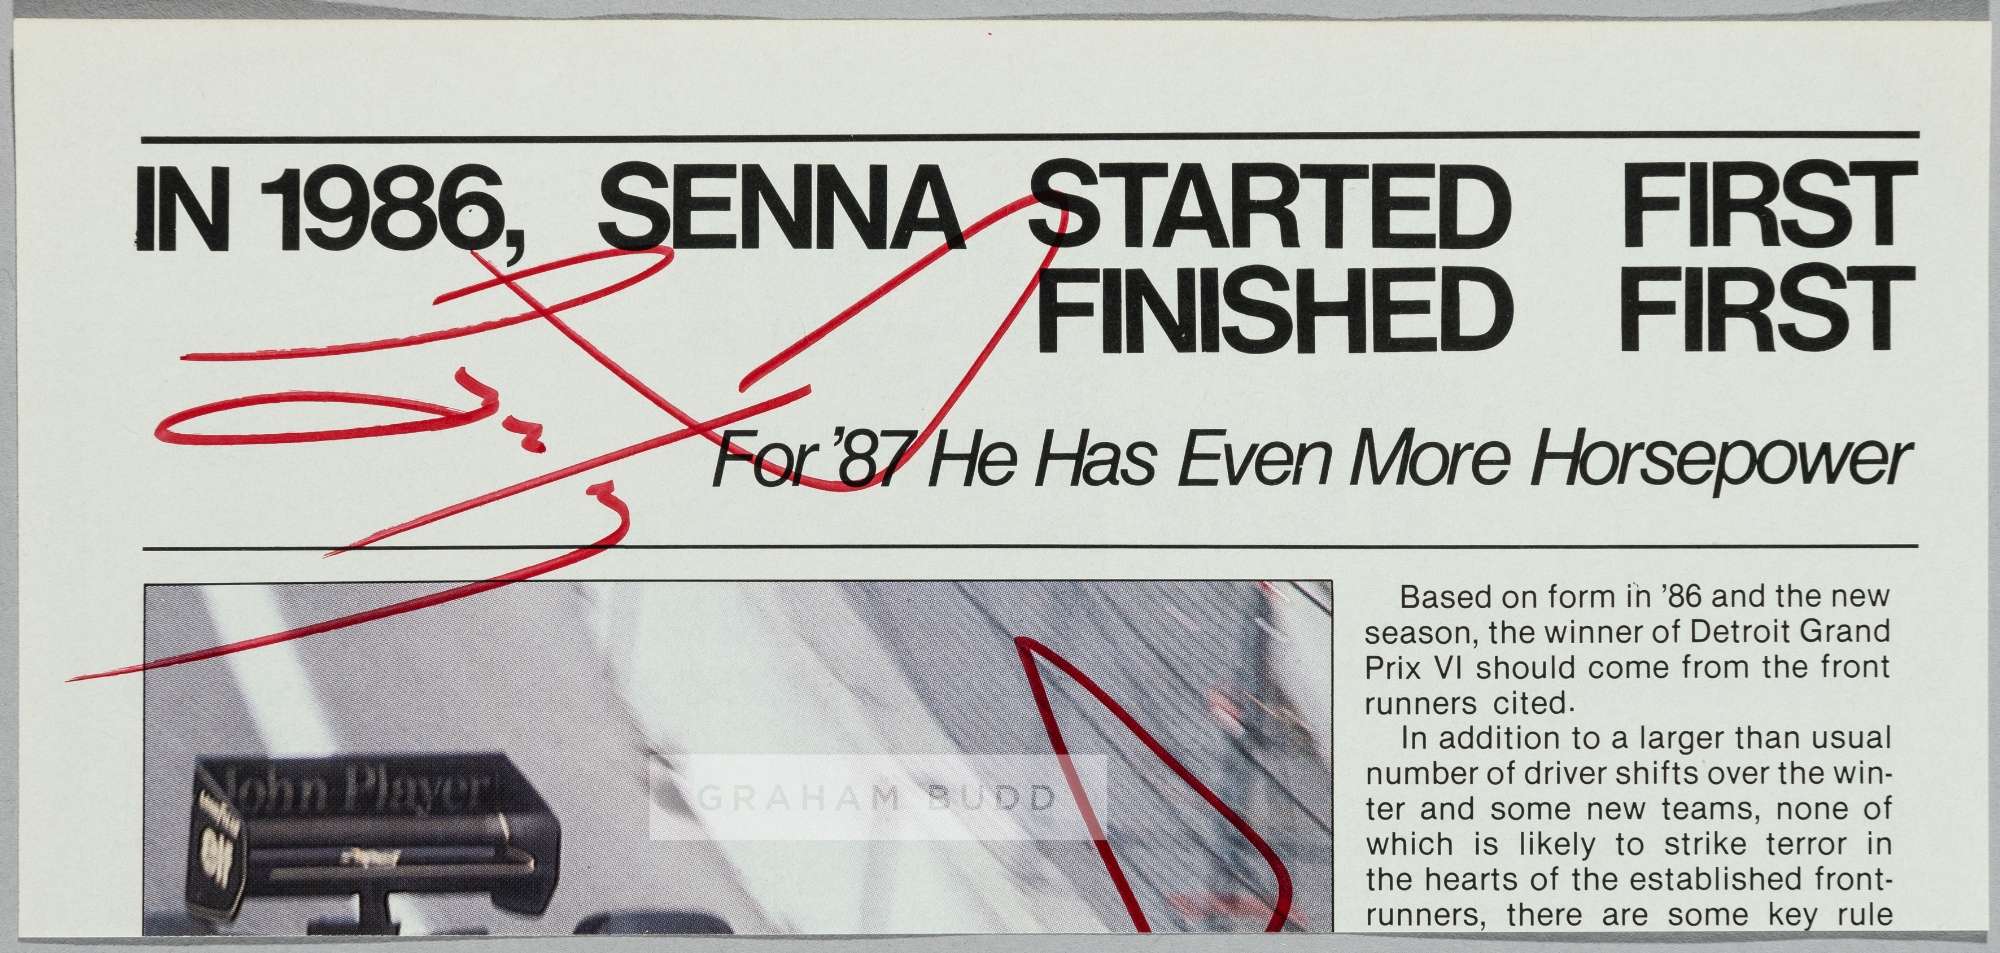 IN 1986, SENNA STARTED FIRST
FINISHED FIRST
For '87 He Has Even More Horsepower
Based on form in '86 and the new
season, the winner of Detroit Grand
Prix VI should come from the front
runners cited.
In addition to a larger than usual
number of driver shifts over the win-
ter and some new teams, none of
which is likely to strike terror in
the hearts of the established front-
runners, there are some key rule
John Player
GRAHAM BUDD